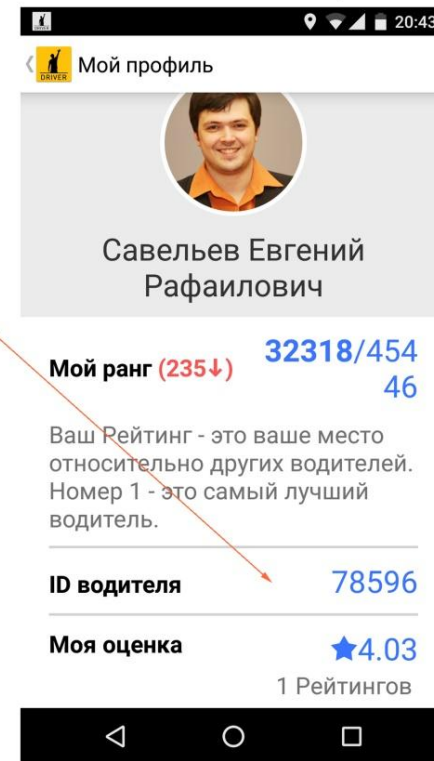 20:43
DRIVER
Мой профиль
Савельев Евгений
Рафаилович
Мой ранг (235↓)
32318/454
46
Ваш Рейтинг - это ваше место
относительно других водителей.
Номер 1 - это самый лучший
водитель.
ID водителя 78596
Моя оценка ★4.03
1 Рейтингов